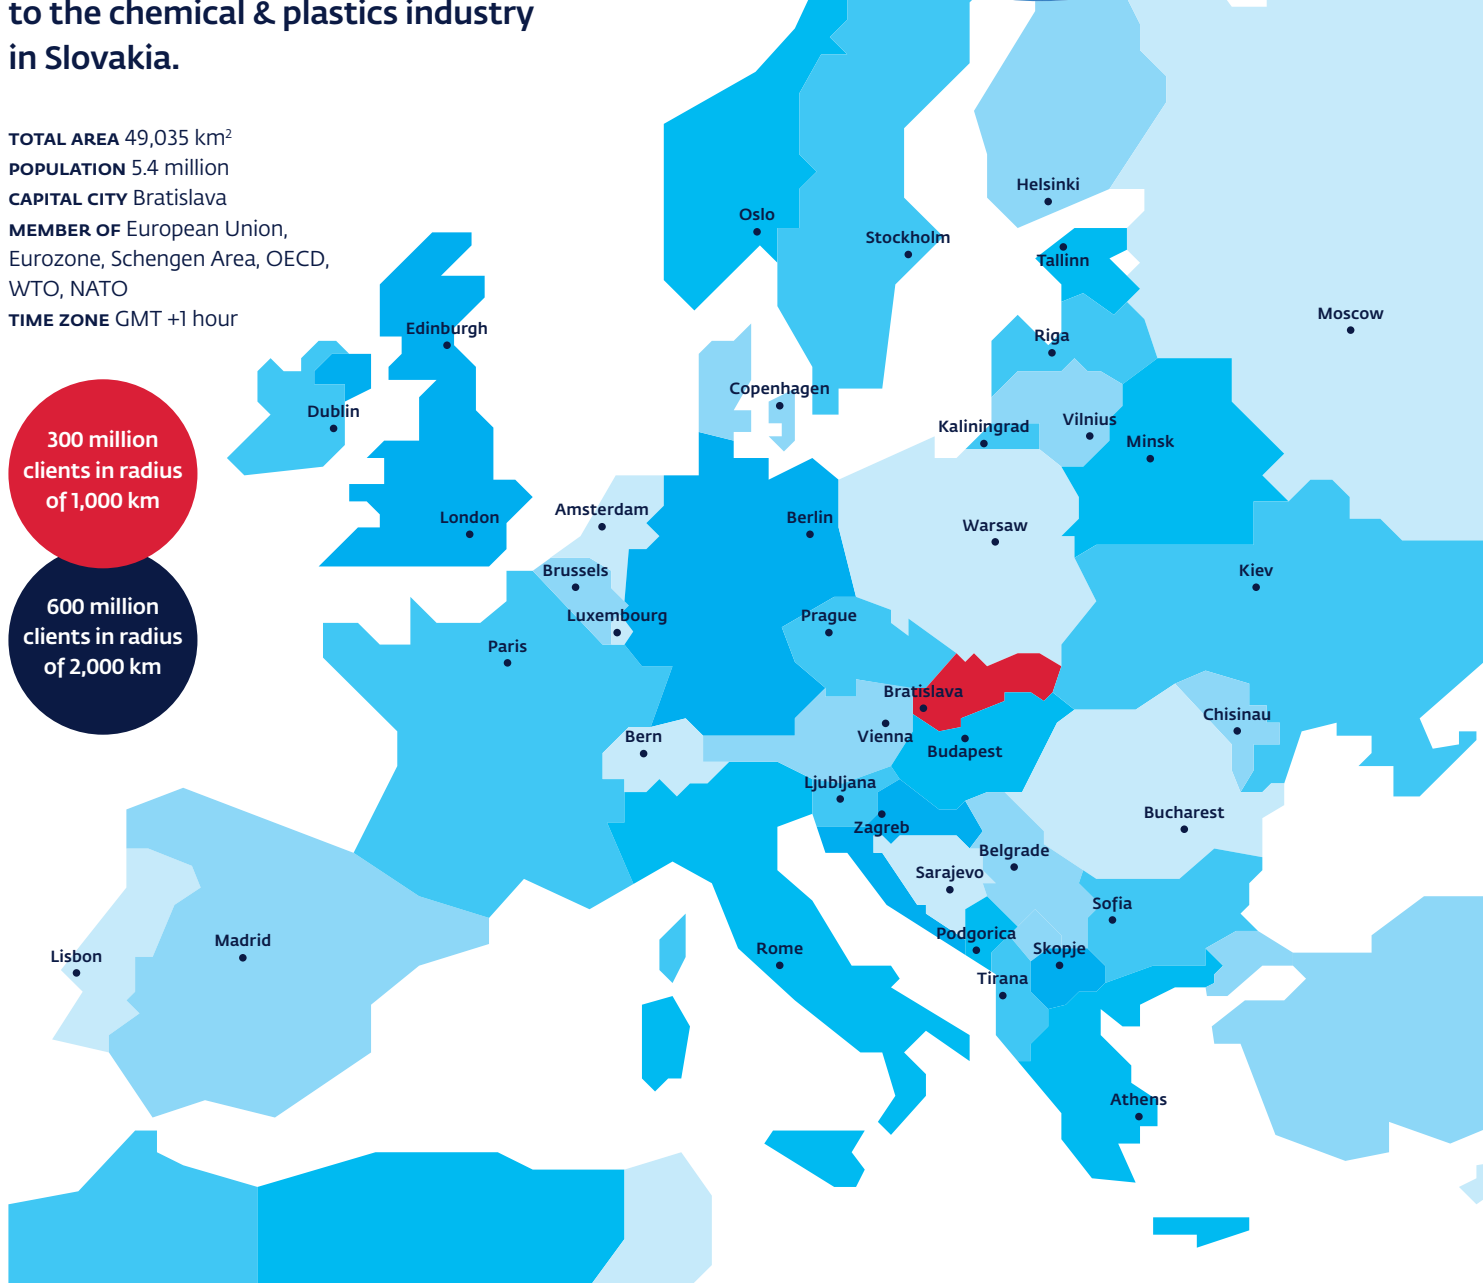 to the chemical & plastics industry
in Slovakia.
TOTAL AREA 49,035 km²
POPULATION 5.4 million
CAPITAL CITY Bratislava
MEMBER OF European Union,
Eurozone, Schengen Area, OECD,
WTO, NATO
TIME ZONE GMT +1 hour
300 million
clients in radius
of 1,000 km
600 million
clients in radius
of 2,000 km
Helsinki
Oslo
Stockholm
Tallinn
Moscow
Edinburgh
Riga
Copenhagen
Dublin
Vilnius
Kaliningrad
Minsk
Amsterdam
London
Berlin
Warsaw
Brussels
Kiev
Luxembourg
Prague
Paris
Bratislava
Chisinau
Bern
Vienna
Budapest
Ljubljana
Bucharest
Zagreb
Belgrade
Sarajevo
Sofia
Podgorica
Madrid
Rome
Skopje
Lisbon
Tirana
Athens